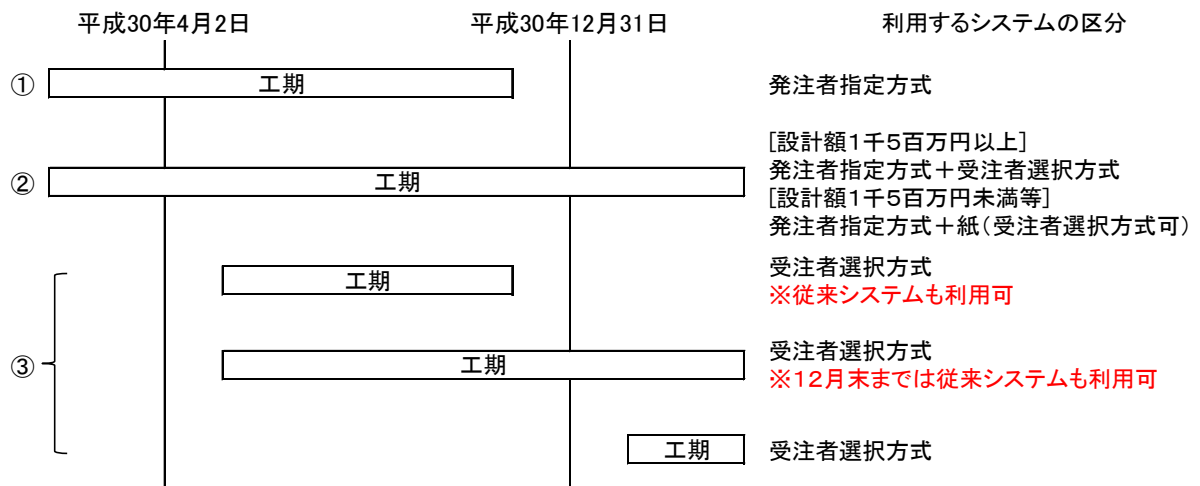 平成30年4月2日 平成30年12月31日 利用するシステムの区分
① 工期 発注者指定方式
[設計額1千5百万円以上]
発注者指定方式+受注者選択方式
② 工期
[設計額1千5百万円未満等]
発注者指定方式+紙(受注者選択方式可)
工期 受注者選択方式
※従来システムも利用可
③ 工期 受注者選択方式
※12月末までは従来システムも利用可
工期 受注者選択方式